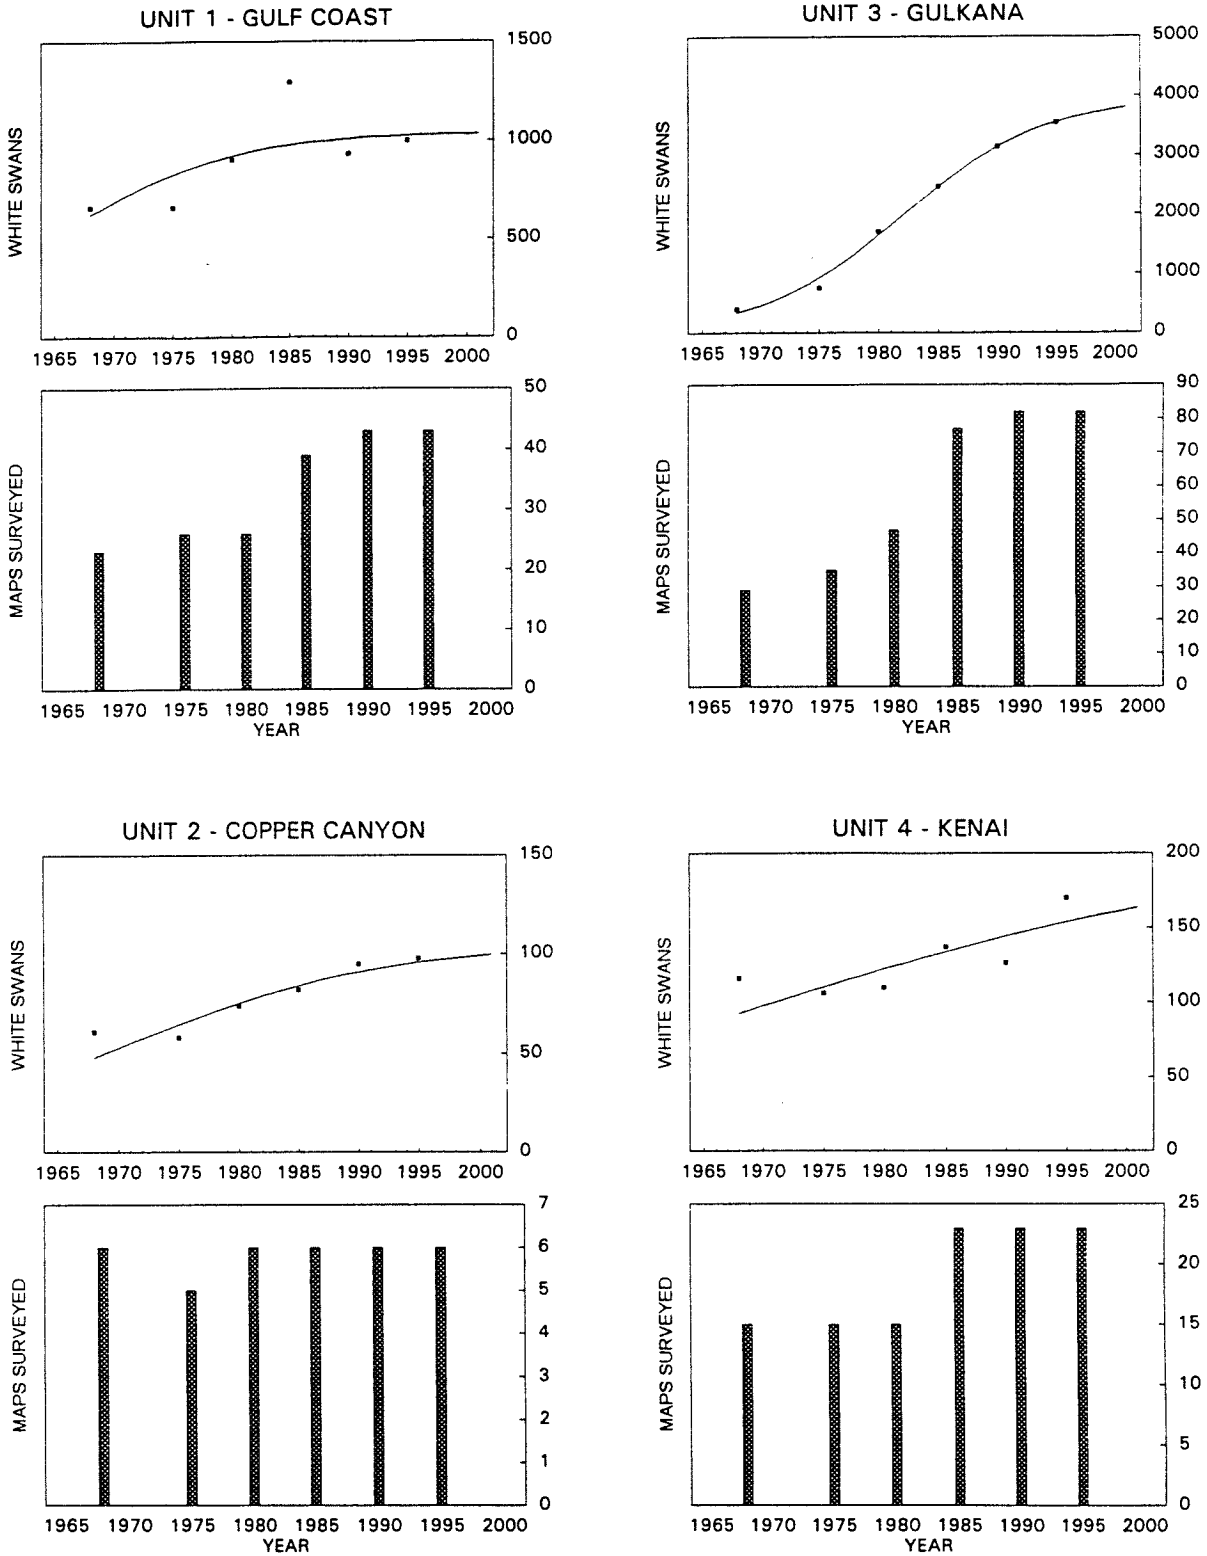 UNIT 1 - GULF COAST
1500
1000
500
0
WHITE SWANS
1965 1970 1975 1980 1985 1990 1995 2000
50
40
30
20
10
0
MAPS SURVEYED
1965 1970 1975 1980 1985 1990 1995 2000
YEAR
UNIT 3 - GULKANA
5000
4000
3000
2000
1000
0
WHITE SWANS
1965 1970 1975 1980 1985 1990 1995 2000
90
80
70
60
50
40
30
20
10
0
MAPS SURVEYED
1965 1970 1975 1980 1985 1990 1995 2000
YEAR
UNIT 2 - COPPER CANYON
150
100
50
0
WHITE SWANS
1965 1970 1975 1980 1985 1990 1995 2000
7
6
5
4
3
2
1
0
MAPS SURVEYED
1965 1970 1975 1980 1985 1990 1995 2000
YEAR
UNIT 4 - KENAI
200
150
100
50
0
WHITE SWANS
1965 1970 1975 1980 1985 1990 1995 2000
25
20
15
10
5
0
MAPS SURVEYED
1965 1970 1975 1980 1985 1990 1995 2000
YEAR